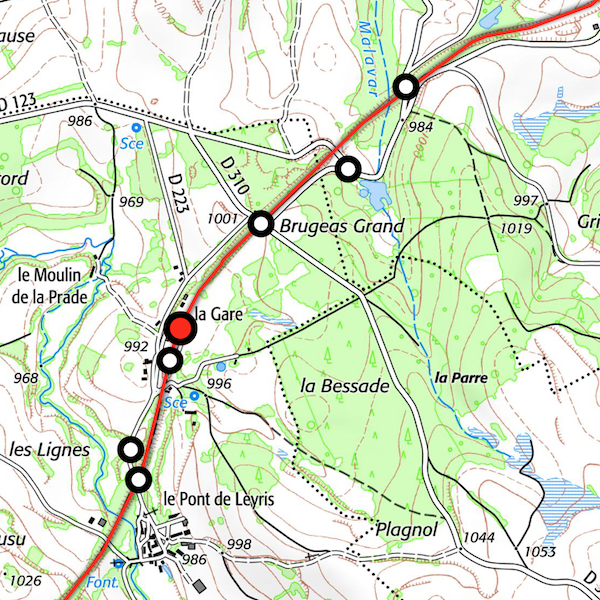 ause
Malavar
D 123
986
Sce
984
ord
D 223
D 310
969
997
1001
Brugeas Grand
1019
Gri
le Moulin
de la Prade
la Gare
992
968
996
la Bessade
la Parre
Sce
les Lignes
le Pont de Leyris
Plagnol
usu
998
1044
986
1053
1026
Font.
D